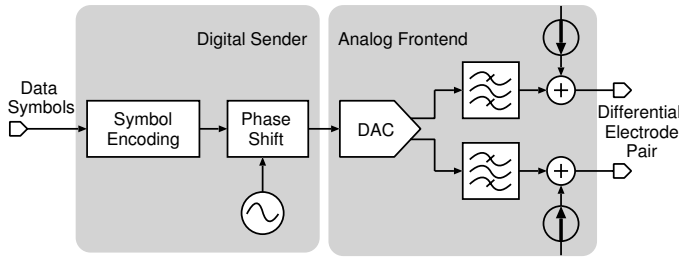 Digital Sender
Analog Frontend
Data
Symbols
Symbol
Encoding
Phase
Shift
DAC
Differential
Electrode
Pair